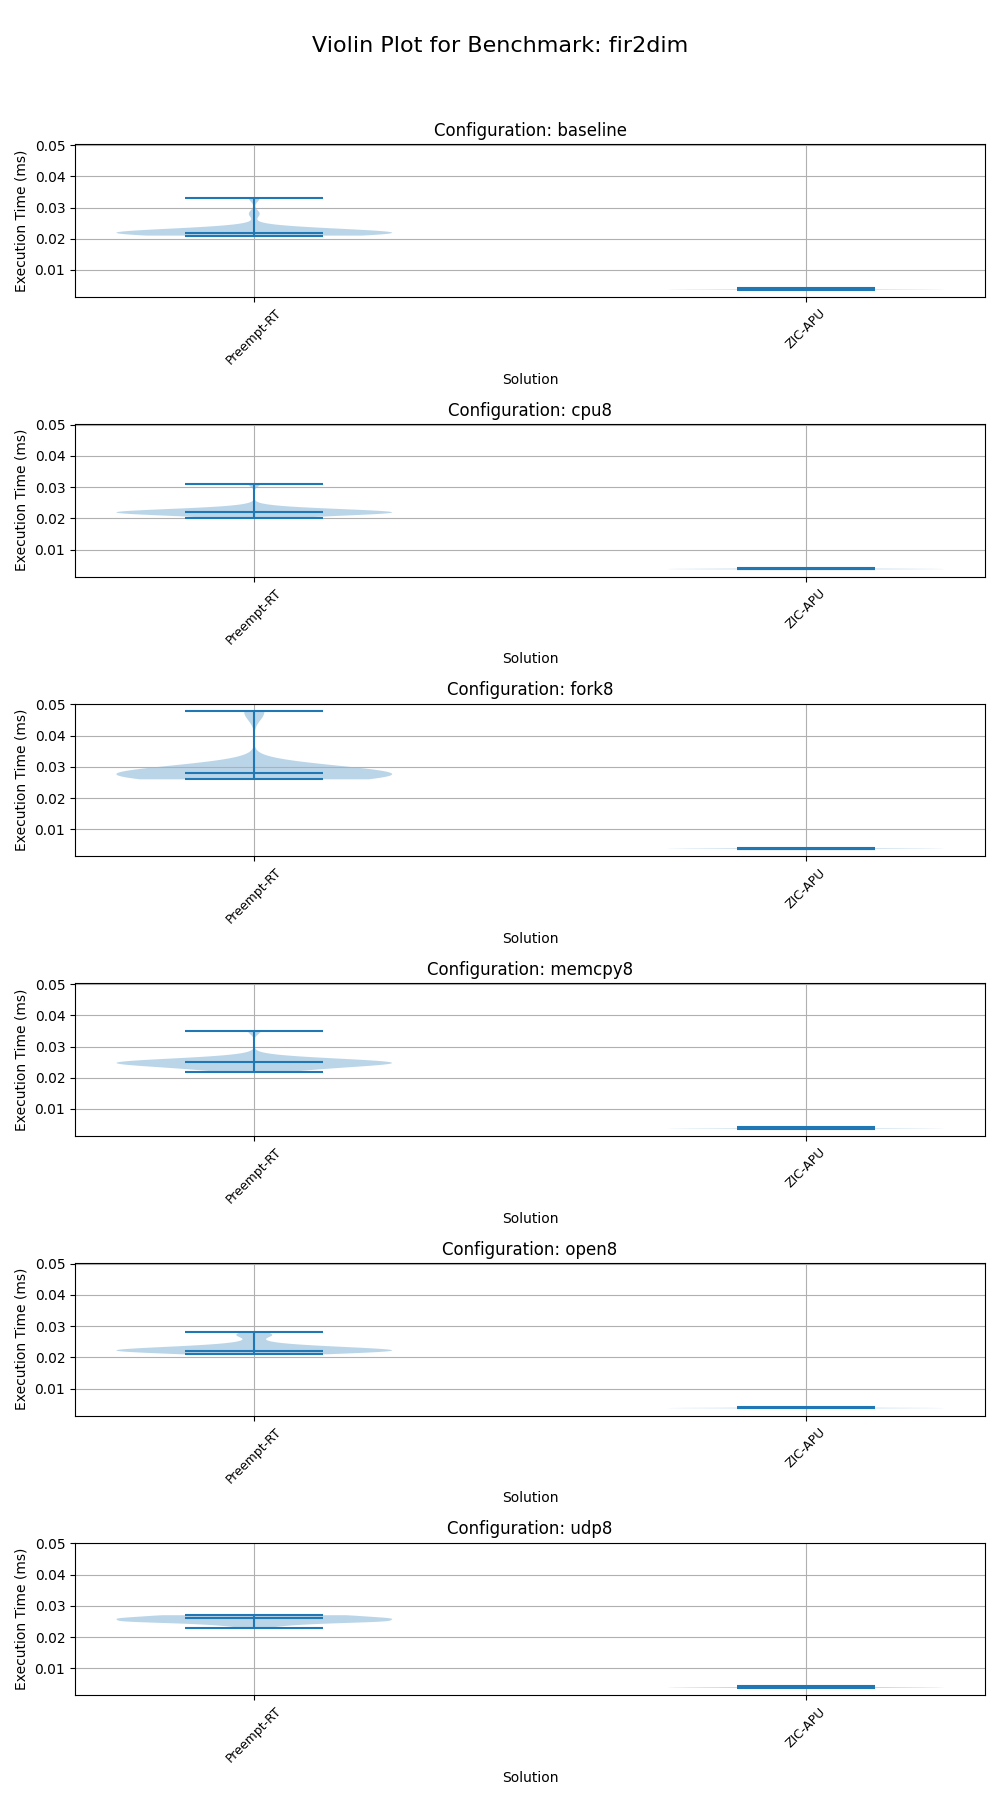 Violin Plot for Benchmark: fir2dim
Configuration: baseline
Execution Time (ms)
0.05
0.04
0.03
0.02
0.01
Preempt-RT
ZIC-APU
Solution
Configuration: cpu8
Execution Time (ms)
0.05
0.04
0.03
0.02
0.01
Preempt-RT
ZIC-APU
Solution
Configuration: fork8
Execution Time (ms)
0.05
0.04
0.03
0.02
0.01
Preempt-RT
ZIC-APU
Solution
Configuration: memcpy8
Execution Time (ms)
0.05
0.04
0.03
0.02
0.01
Preempt-RT
ZIC-APU
Solution
Configuration: open8
Execution Time (ms)
0.05
0.04
0.03
0.02
0.01
Preempt-RT
ZIC-APU
Solution
Configuration: udp8
Execution Time (ms)
0.05
0.04
0.03
0.02
0.01
Preempt-RT
ZIC-APU
Solution